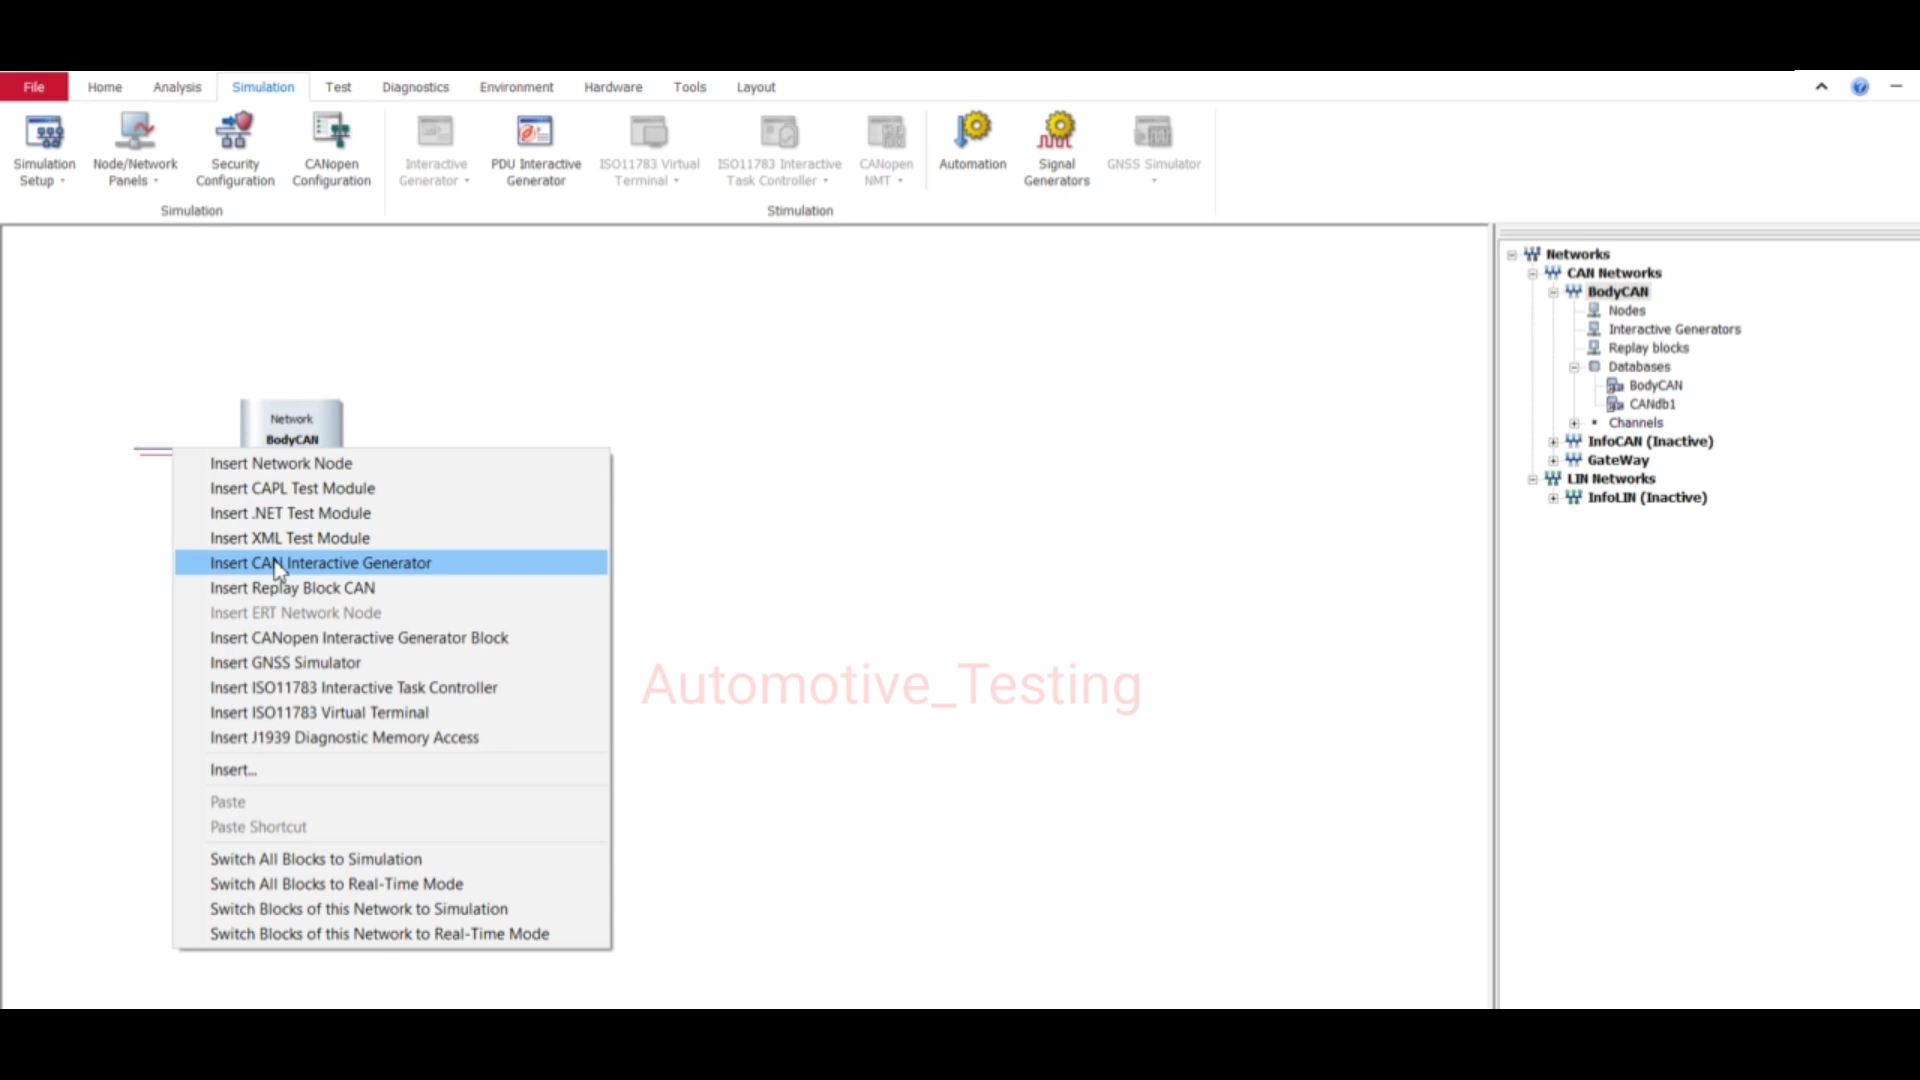 File Home Analysis Simulation Test Diagnostics Environment Hardware Tools Layout
Simulation Setup
Node/Network Panels
Security Configuration
CANopen Configuration
Interactive Generator
PDU Interactive Generator
ISO11783 Virtual Terminal
ISO11783 Interactive Task Controller
CANopen NMT
Automation
Signal Generators
GNSS Simulator
Simulation
Stimulation
Network
BodyCAN
Insert Network Node
Insert CAPL Test Module
Insert .NET Test Module
Insert XML Test Module
Insert CAN Interactive Generator
Insert Replay Block CAN
Insert ERT Network Node
Insert CANopen Interactive Generator Block
Insert GNSS Simulator
Insert ISO11783 Interactive Task Controller
Insert ISO11783 Virtual Terminal
Insert J1939 Diagnostic Memory Access
Insert...
Paste
Paste Shortcut
Switch All Blocks to Simulation
Switch All Blocks to Real-Time Mode
Switch Blocks of this Network to Simulation
Switch Blocks of this Network to Real-Time Mode
Automotive_Testing
Networks
CAN Networks
BodyCAN
Nodes
Interactive Generators
Replay blocks
Databases
BodyCAN
CANdb1
Channels
InfoCAN (Inactive)
GateWay
LIN Networks
InfoLIN (Inactive)